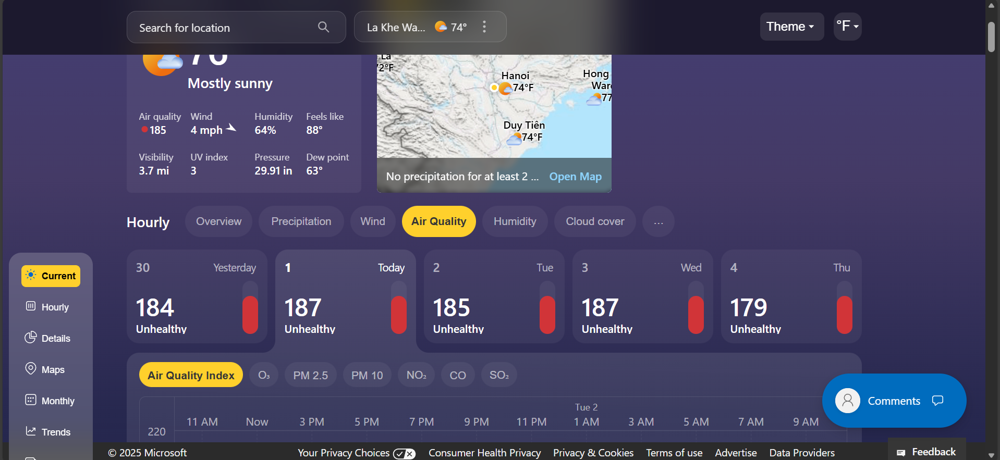 Search for location
La Khe Wa... 74°
Theme
°F
Mostly sunny
Air quality
185
Wind
4 mph
Humidity
64%
Feels like
88°
Visibility
3.7 mi
UV index
3
Pressure
29.91 in
Dew point
63°
La
72°F
Hanoi
74°F
Hong
Ward
77
Duy Tiên
74°F
No precipitation for at least 2 ...
Open Map
Hourly
Overview
Precipitation
Wind
Air Quality
Humidity
Cloud cover
...
30 Yesterday
184
Unhealthy
1 Today
187
Unhealthy
2 Tue
185
Unhealthy
3 Wed
187
Unhealthy
4 Thu
179
Unhealthy
Current
Hourly
Details
Maps
Monthly
Trends
Air Quality Index
O₃
PM 2.5
PM 10
NO₂
CO
SO₂
Tue 2
11 AM Now 3 PM 5 PM 7 PM 9 PM 11 PM 1 AM 3 AM 5 AM 7 AM 9 AM
220
Comments
© 2025 Microsoft
Your Privacy Choices
Consumer Health Privacy
Privacy & Cookies
Terms of use
Advertise
Data Providers
Feedback